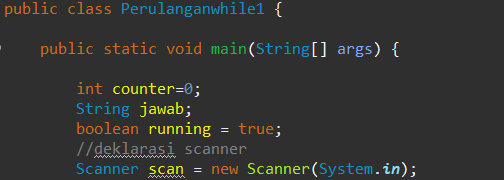 public class Perulanganwhile1 {
public static void main(String[] args) {
int counter=0;
String jawab;
boolean running = true;
//deklarasi scanner
Scanner scan = new Scanner(System.in);